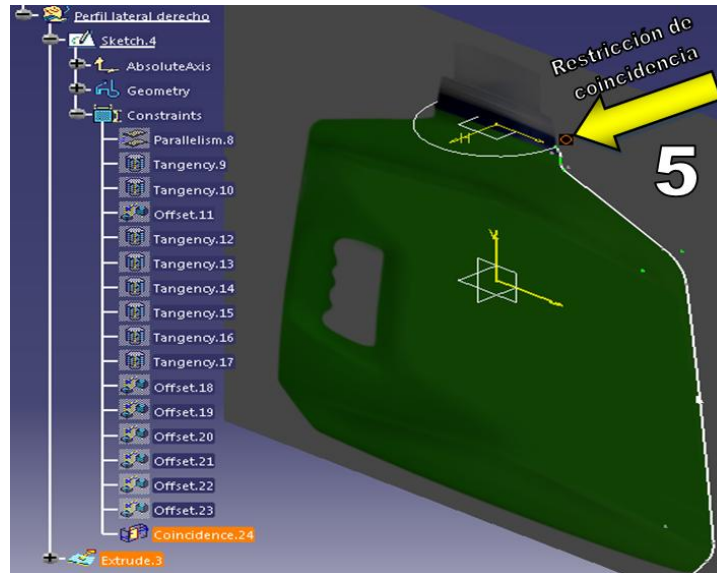 Perfil lateral derecho
Sketch.4
AbsoluteAxis
Geometry
Constraints
Parallelism.8
Tangency.9
Tangency.10
Offset.11
Tangency.12
Tangency.13
Tangency.14
Tangency.15
Tangency.16
Tangency.17
Offset.18
Offset.19
Offset.20
Offset.21
Offset.22
Offset.23
Coincidence.24
Extrude.3
Restricción de
coincidencia
5
H